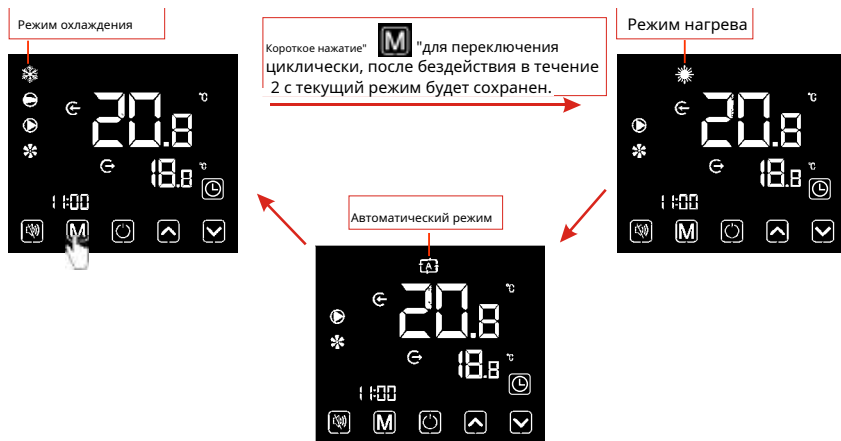 Режим охлаждения
Короткое нажатие" M "для переключения
циклически, после бездействия в течение
2 с текущий режим будет сохранен.
Режим нагрева
20.8 °C
18.8 °C
11:00
M
20.8 °C
18.8 °C
11:00
M
Автоматический режим
A
20.8 °C
18.8 °C
11:00
M